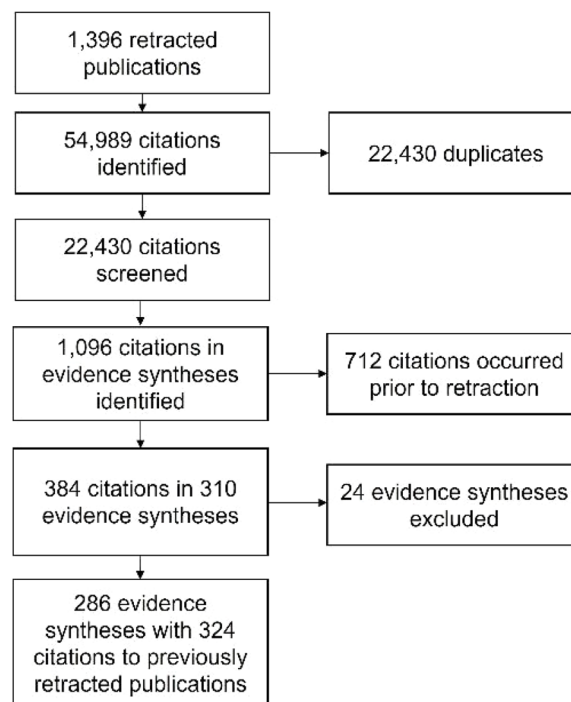 1,396 retracted
publications
54,989 citations
identified
22,430 duplicates
22,430 citations
screened
1,096 citations in
evidence syntheses
identified
712 citations occurred
prior to retraction
384 citations in 310
evidence syntheses
24 evidence syntheses
excluded
286 evidence
syntheses with 324
citations to previously
retracted publications